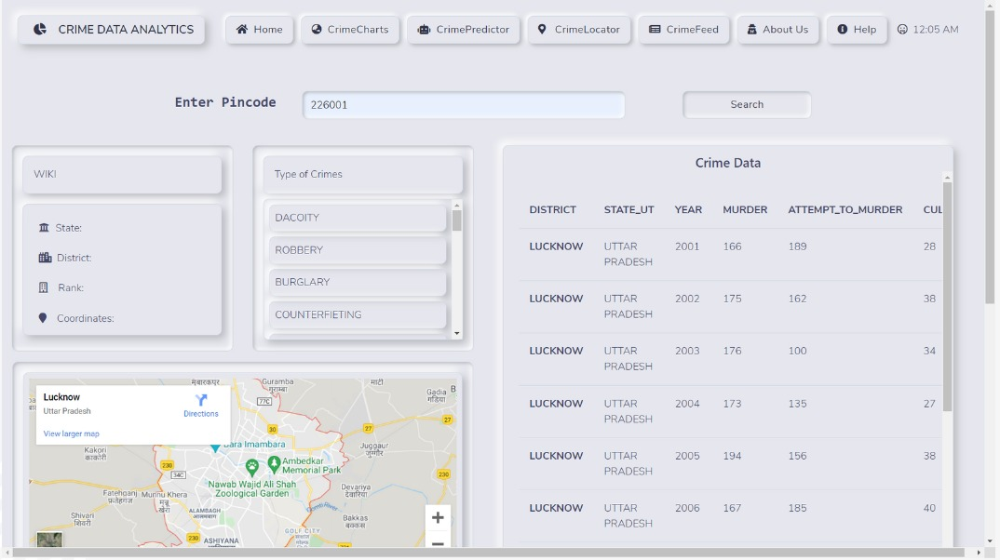 CRIME DATA ANALYTICS
Home
CrimeCharts
CrimePredictor
CrimeLocator
CrimeFeed
About Us
Help
12:05 AM
Enter Pincode
226001
Search
WIKI
State:
District:
Rank:
Coordinates:
Type of Crimes
DACOITY
ROBBERY
BURGLARY
COUNTERFIETING
Crime Data
DISTRICT STATE_UT YEAR MURDER ATTEMPT_TO_MURDER CUL
LUCKNOW UTTAR PRADESH 2001 166 189 28
LUCKNOW UTTAR PRADESH 2002 175 162 38
LUCKNOW UTTAR PRADESH 2003 176 100 34
LUCKNOW UTTAR PRADESH 2004 173 135 27
LUCKNOW UTTAR PRADESH 2005 194 156 38
LUCKNOW UTTAR PRADESH 2006 167 185 40
Lucknow
Uttar Pradesh
Directions
View larger map
मुबारकपुर
Guramba
गुराम्बा
माटी
Gadia
गडिया
B
77C
30
27
27
Kakori
काकोरी
Bara Imambara
Juggaur
जुग्गौर
230
34C
Ambedkar
Memorial Park
230
Nawab Wajid Ali Shah
Zoological Garden
Devariya
देवरिया
Fatehganj
फ़तेहगंज
Munnu Khera
मुन्नू
खेरा
ALAMBAGH
आलमबाग
Shivari
शिवरी
Bakkas
बक्कस
GOLF CITY
230
ASHIYANA
+
−